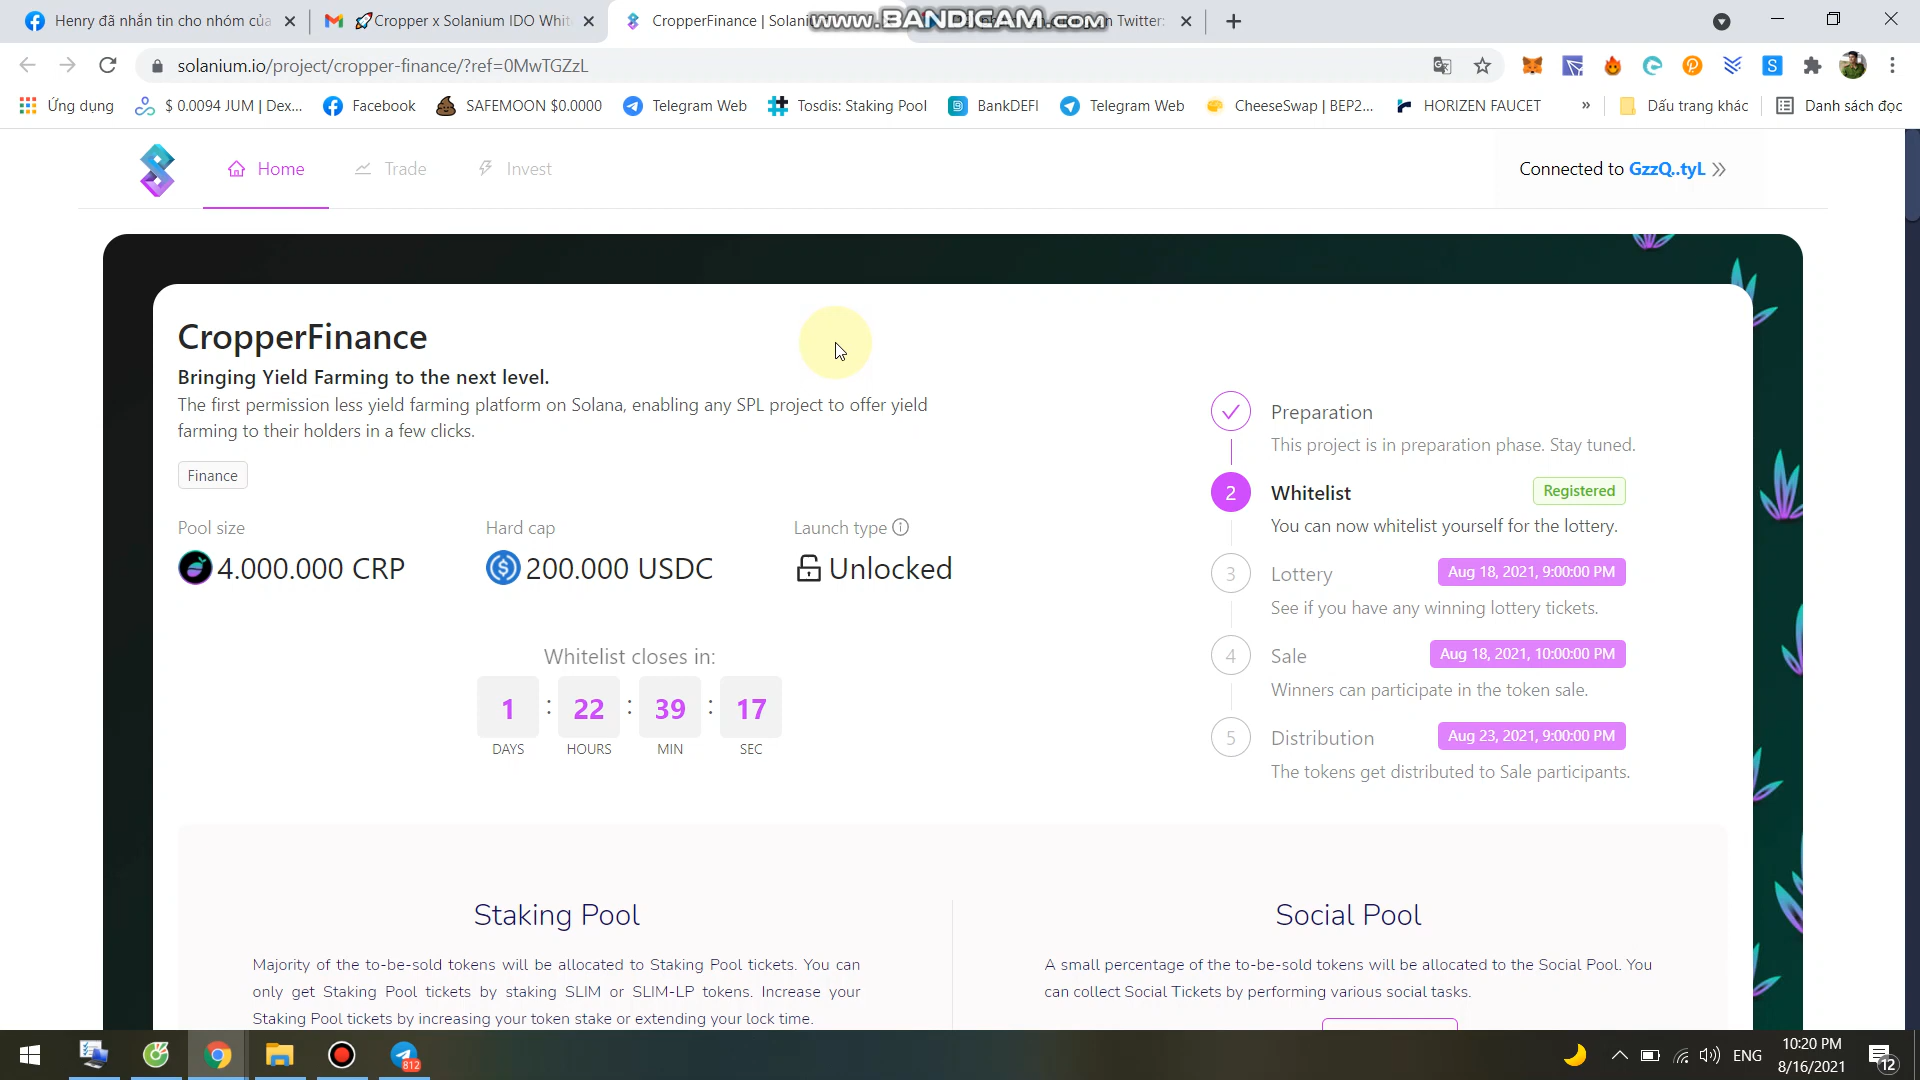 Henry đã nhắn tin cho nhóm của
🚀Cropper x Solanium IDO Whit
CropperFinance | Solani
www.BANDICAM.com
on Twitter:
solanium.io/project/cropper-finance/?ref=0MwTGZzL
Ứng dụng
$ 0.0094 JUM | Dex...
Facebook
SAFEMOON $0.0000
Telegram Web
Tosdis: Staking Pool
BankDEFI
Telegram Web
CheeseSwap | BEP2...
HORIZEN FAUCET
»
Dấu trang khác
Danh sách đọc
Home
Trade
Invest
Connected to GzzQ..tyL
CropperFinance
Bringing Yield Farming to the next level.
The first permission less yield farming platform on Solana, enabling any SPL project to offer yield
farming to their holders in a few clicks.
Finance
Pool size
Hard cap
Launch type
4.000.000 CRP
200.000 USDC
Unlocked
Whitelist closes in:
1 : 22 : 39 : 17
DAYS HOURS MIN SEC
Preparation
This project is in preparation phase. Stay tuned.
2
Whitelist
Registered
You can now whitelist yourself for the lottery.
3
Lottery
Aug 18, 2021, 9:00:00 PM
See if you have any winning lottery tickets.
4
Sale
Aug 18, 2021, 10:00:00 PM
Winners can participate in the token sale.
5
Distribution
Aug 23, 2021, 9:00:00 PM
The tokens get distributed to Sale participants.
Staking Pool
Majority of the to-be-sold tokens will be allocated to Staking Pool tickets. You can
only get Staking Pool tickets by staking SLIM or SLIM-LP tokens. Increase your
Staking Pool tickets by increasing your token stake or extending your lock time.
Social Pool
A small percentage of the to-be-sold tokens will be allocated to the Social Pool. You
can collect Social Tickets by performing various social tasks.
812
ENG
10:20 PM
8/16/2021
12